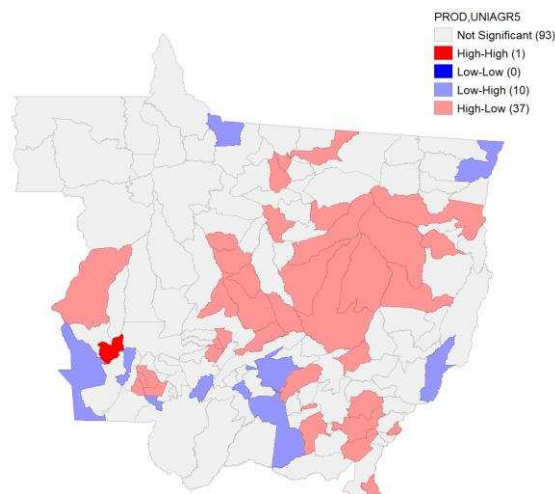 PROD,UNIAGR5
Not Significant (93)
High-High (1)
Low-Low (0)
Low-High (10)
High-Low (37)